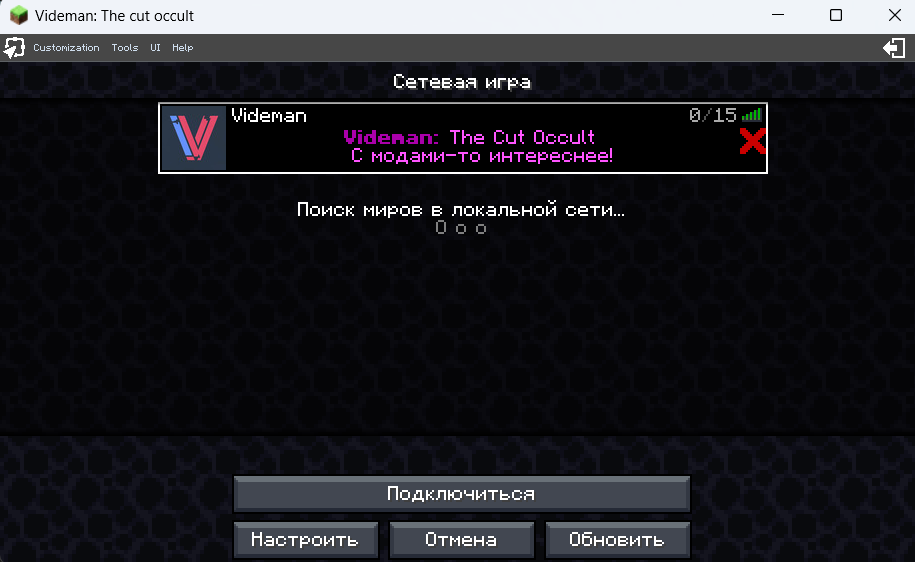 Videman: The cut occult
Customization Tools UI Help
Сетевая игра
Videman 0/15
Videman: The Cut Occult
С модами-то интереснее!
Поиск миров в локальной сети...
O o o
Подключиться
Настроить Отмена Обновить